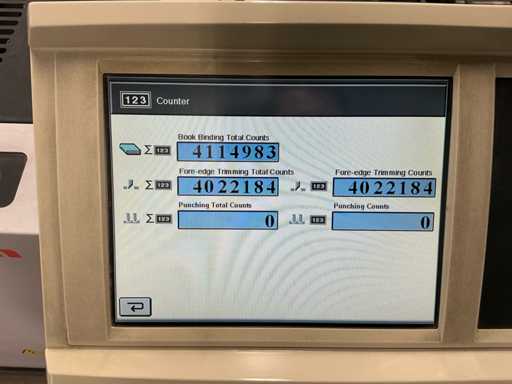 123 Counter
Book Binding Total Counts
Σ 123 4114983
Fore-edge Trimming Total Counts Fore-edge Trimming Counts
Σ 123 4022184 123 4022184
Punching Total Counts Punching Counts
Σ 123 0 123 0